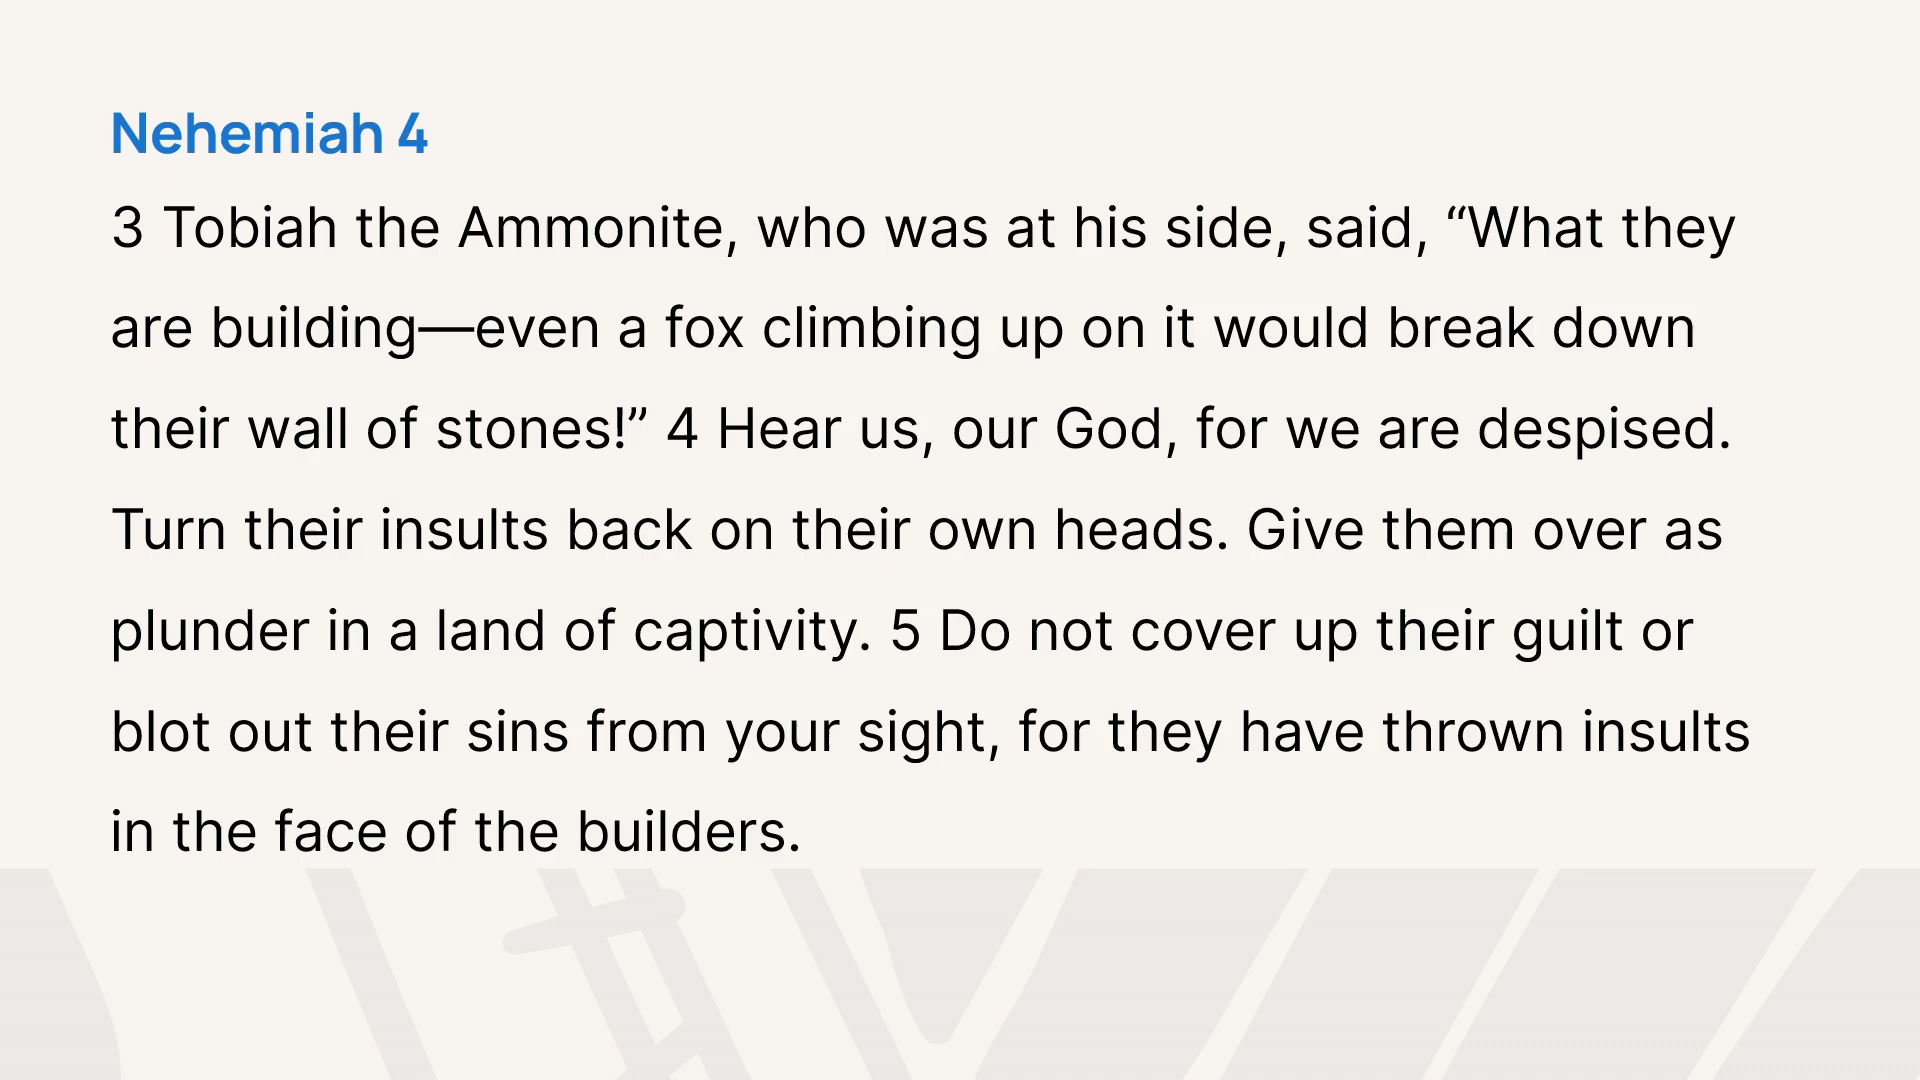 Nehemiah 4
3 Tobiah the Ammonite, who was at his side, said, “What they
are building—even a fox climbing up on it would break down
their wall of stones!” 4 Hear us, our God, for we are despised.
Turn their insults back on their own heads. Give them over as
plunder in a land of captivity. 5 Do not cover up their guilt or
blot out their sins from your sight, for they have thrown insults
in the face of the builders.